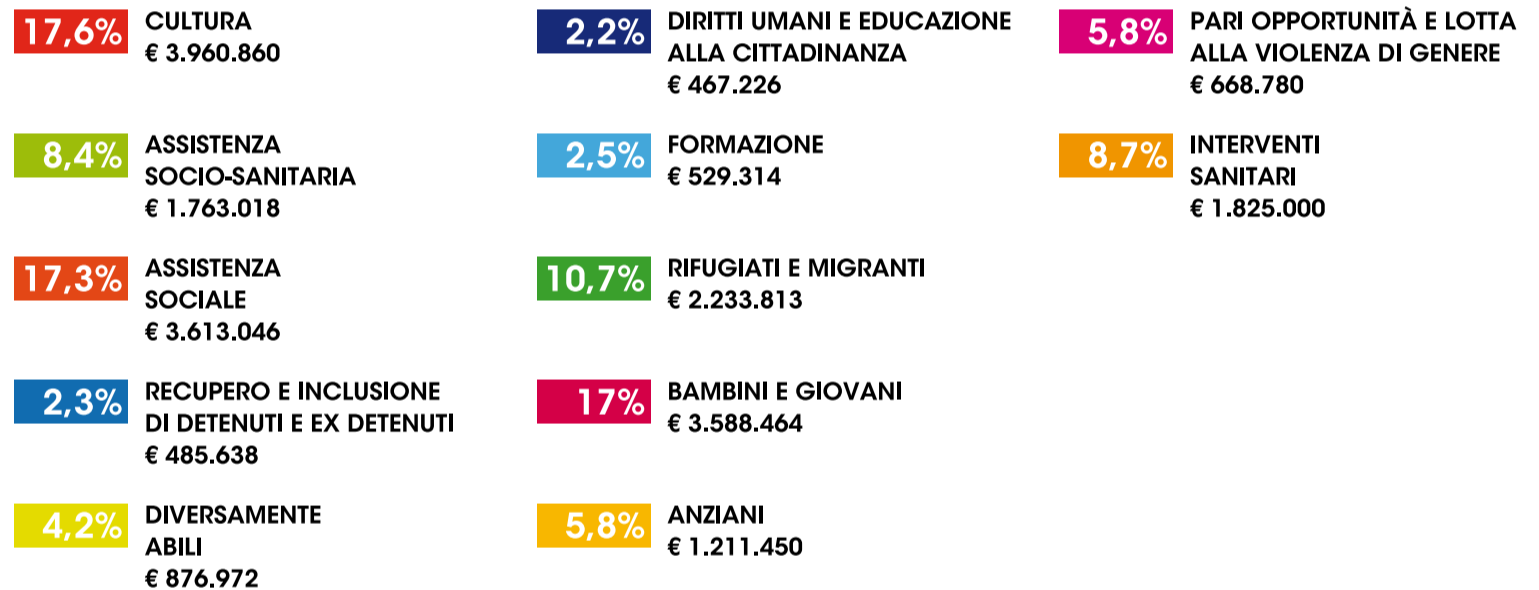 17,6%
CULTURA
€ 3.960.860
8,4%
ASSISTENZA
SOCIO-SANITARIA
€ 1.763.018
17,3%
ASSISTENZA
SOCIALE
€ 3.613.046
2,3%
RECUPERO E INCLUSIONE
DI DETENUTI E EX DETENUTI
€ 485.638
4,2%
DIVERSAMENTE
ABILI
€ 876.972
2,2%
DIRITTI UMANI E EDUCAZIONE
ALLA CITTADINANZA
€ 467.226
2,5%
FORMAZIONE
€ 529.314
10,7%
RIFUGIATI E MIGRANTI
€ 2.233.813
17%
BAMBINI E GIOVANI
€ 3.588.464
5,8%
ANZIANI
€ 1.211.450
5,8%
PARI OPPORTUNITÀ E LOTTA
ALLA VIOLENZA DI GENERE
€ 668.780
8,7%
INTERVENTI
SANITARI
€ 1.825.000